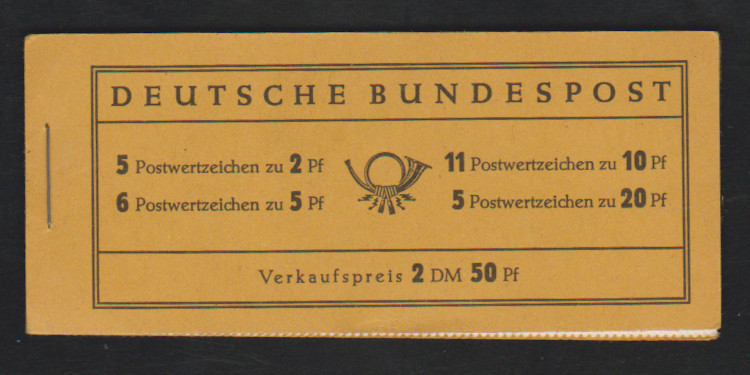 DEUTSCHE BUNDESPOST
5 Postwertzeichen zu 2 Pf
6 Postwertzeichen zu 5 Pf
11 Postwertzeichen zu 10 Pf
5 Postwertzeichen zu 20 Pf
Verkaufspreis 2 DM 50 Pf